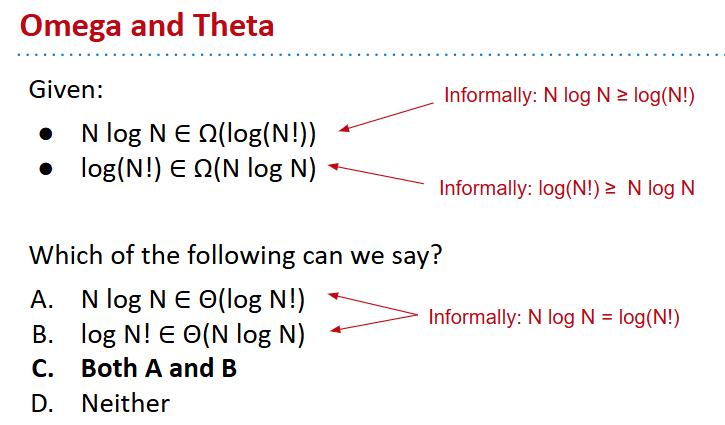 Omega and Theta
Given:
Informally: N log N ≥ log(N!)
● N log N ∈ Ω(log(N!))
● log(N!) ∈ Ω(N log N)
Informally: log(N!) ≥ N log N
Which of the following can we say?
A. N log N ∈ Θ(log N!)
B. log N! ∈ Θ(N log N)
Informally: N log N = log(N!)
C. Both A and B
D. Neither